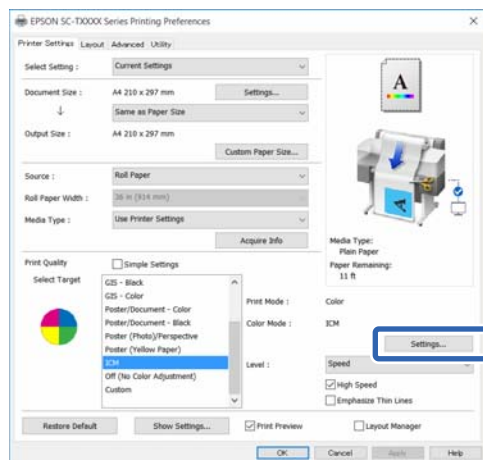 EPSON SC-TXXXX Series Printing Preferences
Printer Settings Layout Advanced Utility
Select Setting : Current Settings
Document Size : A4 210 x 297 mm Settings...
Same as Paper Size
Output Size : A4 210 x 297 mm
Custom Paper Size...
Source : Roll Paper
Roll Paper Width : 36 in (914 mm)
Media Type : Use Printer Settings
Acquire Info
A
Media Type:
Plain Paper
Paper Remaining:
11 ft
Print Quality Simple Settings
Select Target
GIS - Black
GIS - Color
Poster/Document - Color
Poster/Document - Black
Poster (Photo)/Perspective
Poster (Yellow Paper)
ICM
Off (No Color Adjustment)
Custom
Print Mode : Color
Color Mode : ICM
Settings...
Level : Speed
High Speed
Emphasize Thin Lines
Restore Default Show Settings... Print Preview Layout Manager
OK Cancel Apply Help